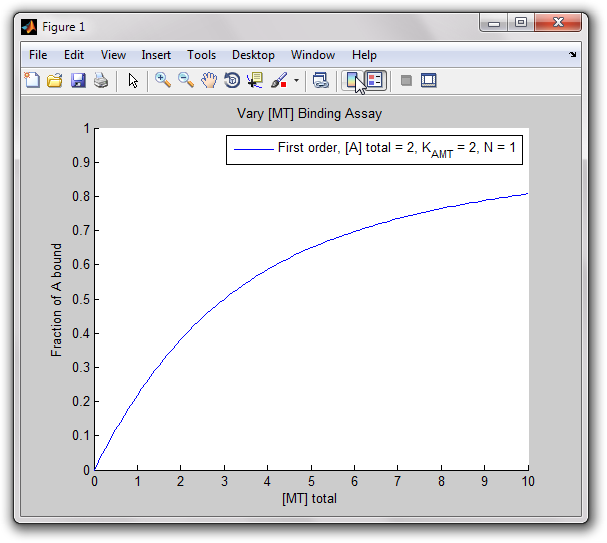 Figure 1
File Edit View Insert Tools Desktop Window Help
Vary [MT] Binding Assay
First order, [A] total = 2, K_AMT = 2, N = 1
Fraction of A bound
1
0.9
0.8
0.7
0.6
0.5
0.4
0.3
0.2
0.1
0
0 1 2 3 4 5 6 7 8 9 10
[MT] total